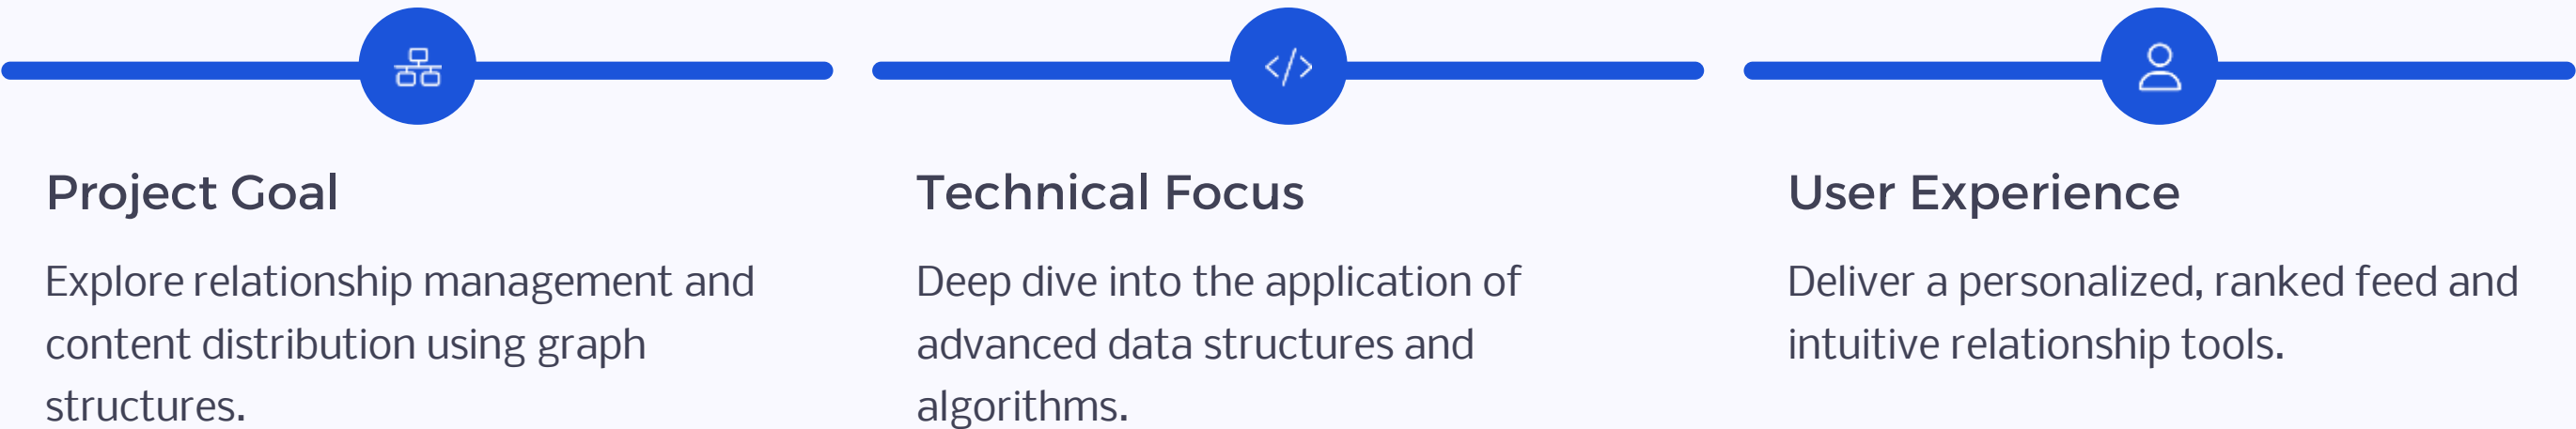 Project Goal
Explore relationship management and
content distribution using graph
structures.
Technical Focus
Deep dive into the application of
advanced data structures and
algorithms.
User Experience
Deliver a personalized, ranked feed and
intuitive relationship tools.